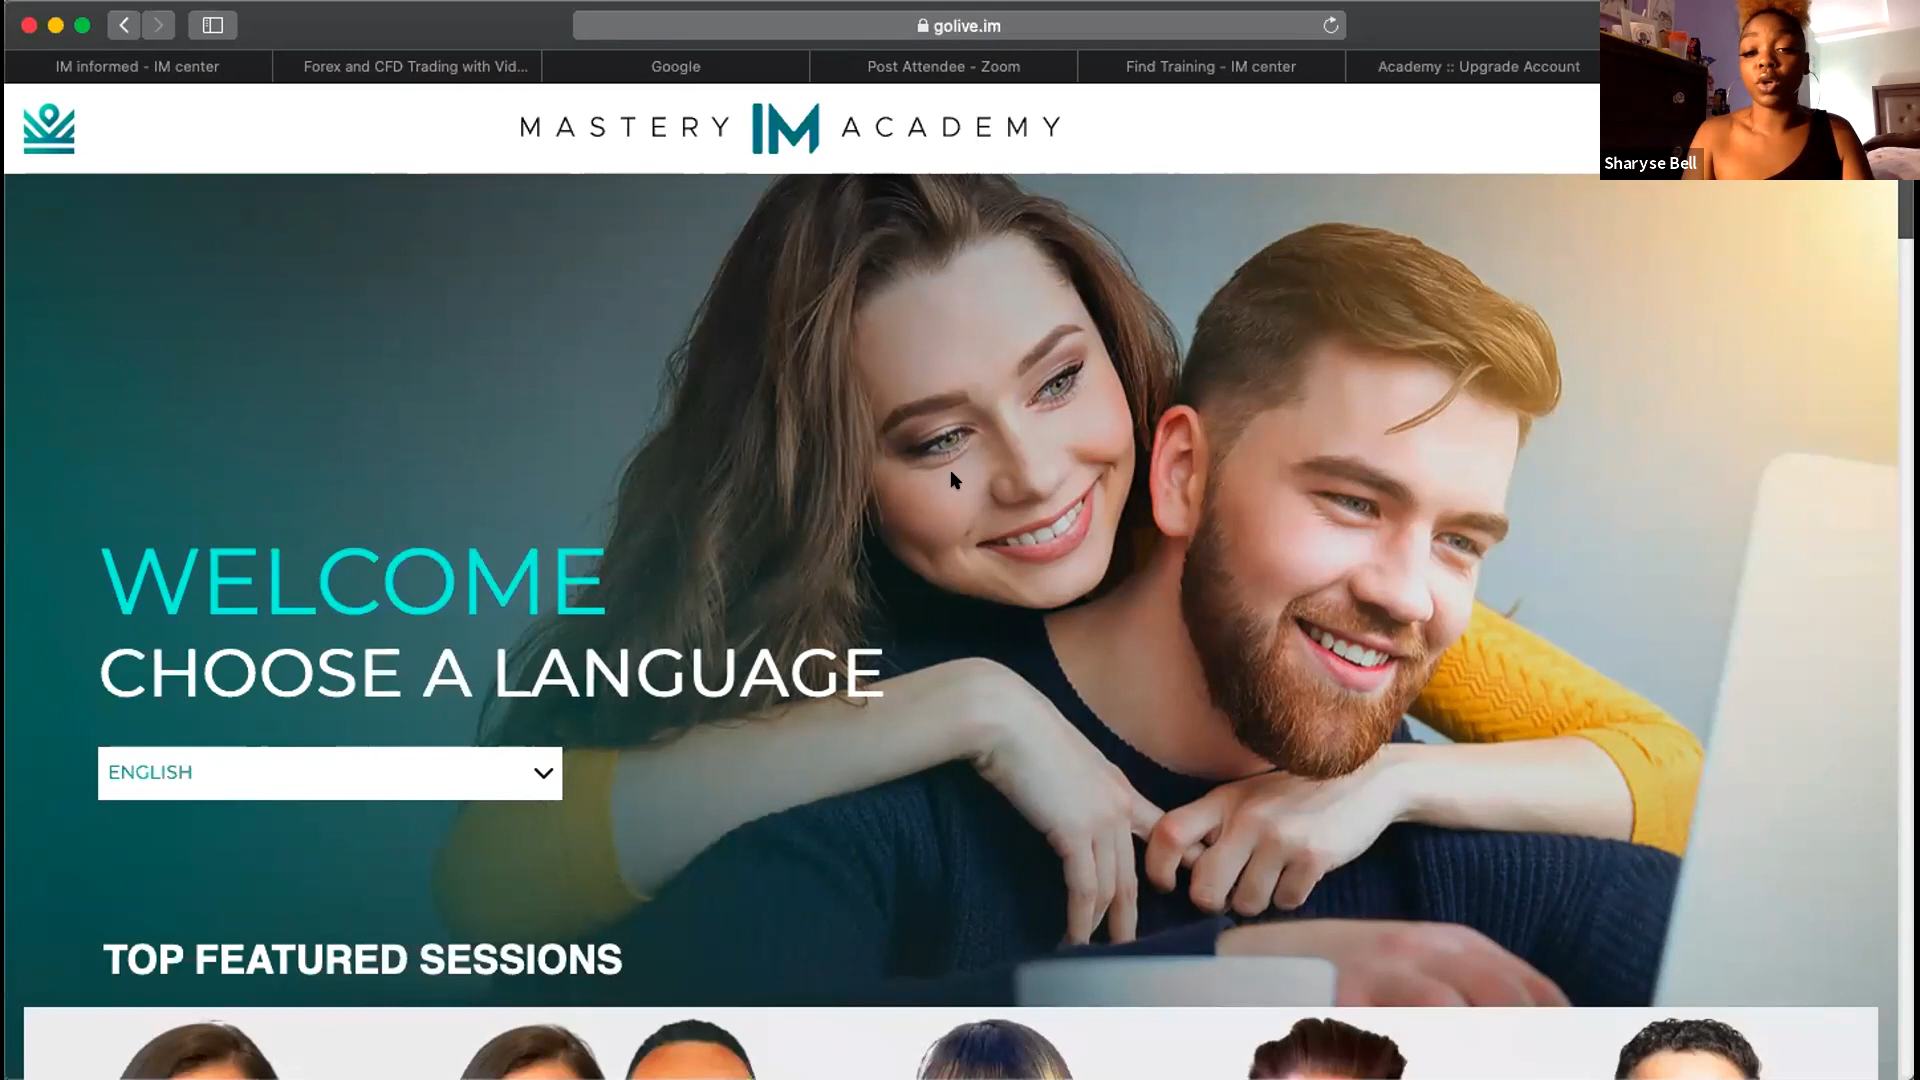 golive.im
IM informed - IM center
Forex and CFD Trading with Vid...
Google
Post Attendee - Zoom
Find Training - IM center
Academy :: Upgrade Account
MASTERY IM ACADEMY
Sharyse Bell
WELCOME
CHOOSE A LANGUAGE
ENGLISH
TOP FEATURED SESSIONS